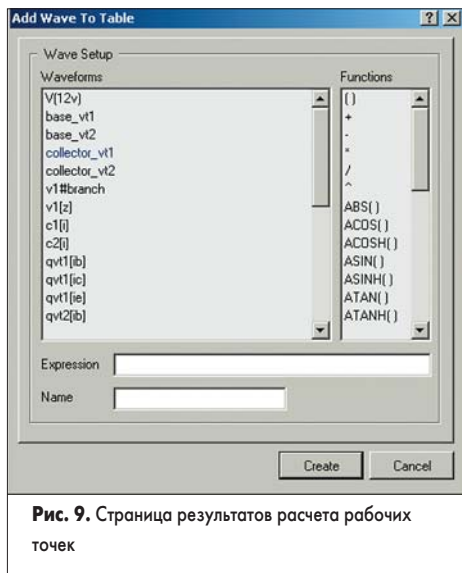 Add Wave To Table
Wave Setup
Waveforms
V(12v)
base_vt1
base_vt2
collector_vt1
collector_vt2
v1#branch
v1[z]
c1[i]
c2[i]
qvt1[ib]
qvt1[ic]
qvt1[ie]
qvt2[ib]
Functions
( )
+
-
*
/
^
ABS( )
ACOS( )
ACOSH( )
ASIN( )
ASINH( )
ATAN( )
ATANH( )
Expression
Name
Create Cancel
Рис. 9. Страница результатов расчета рабочих
точек